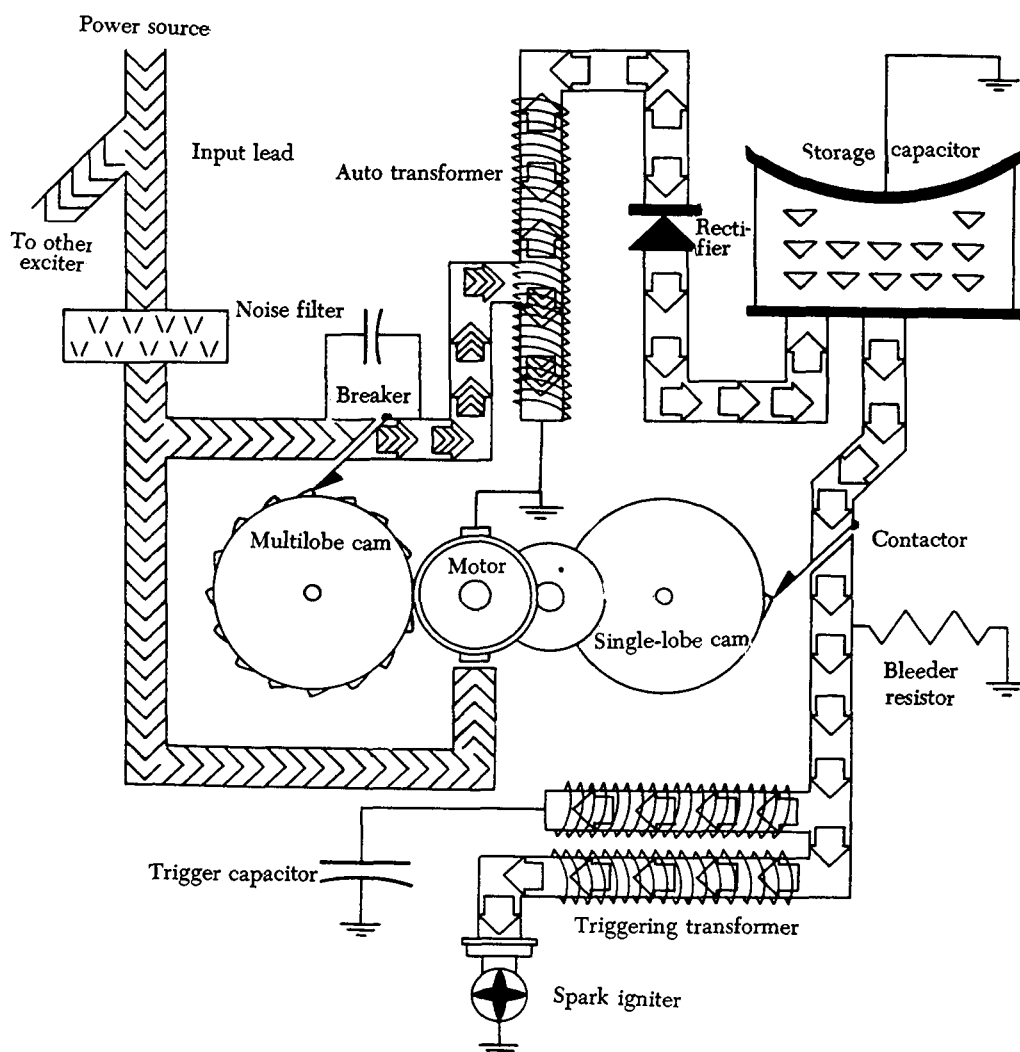 Power source
Input lead
To other
exciter
Noise filter
Breaker
Auto transformer
Recti-
fier
Storage capacitor
Multilobe cam
Motor
Single-lobe cam
Contactor
Bleeder
resistor
Trigger capacitor
Triggering transformer
Spark igniter